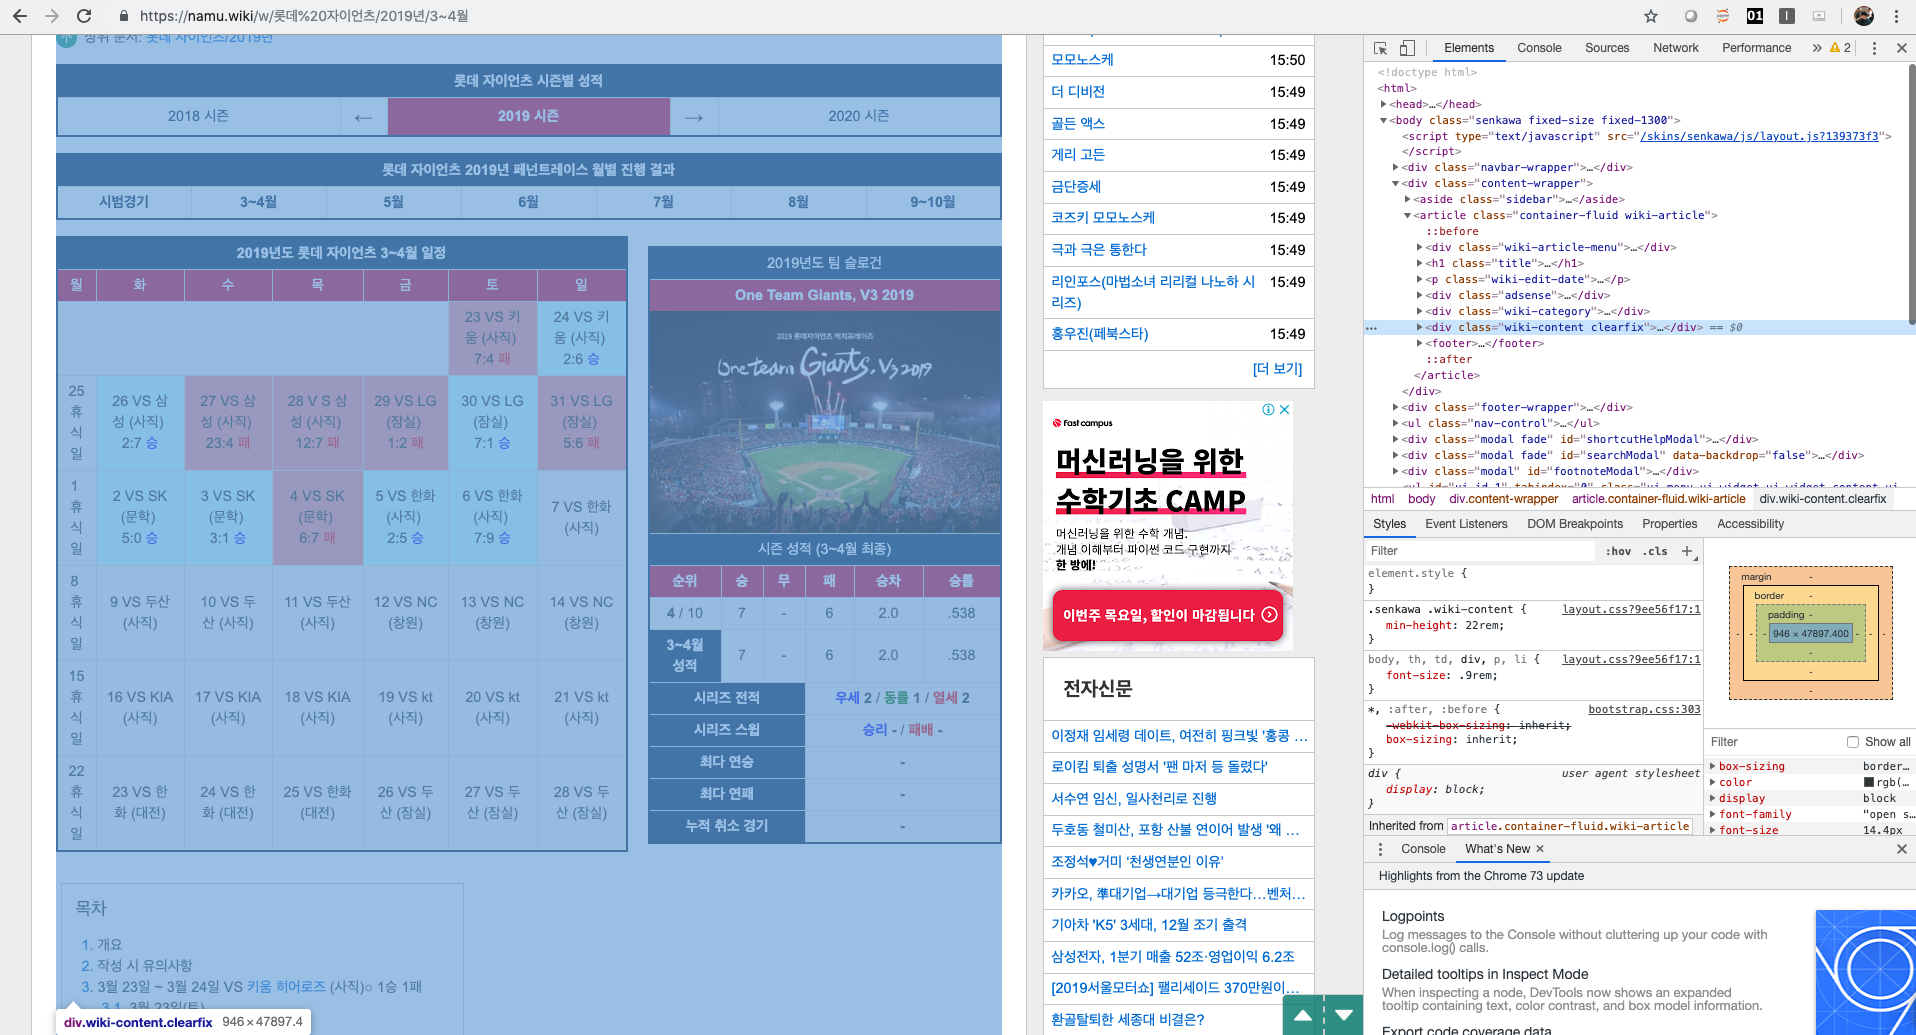 https://namu.wiki/w/롯데%20자이언츠/2019년/3~4월
상위 문서: 롯데 자이언츠/2019년
롯데 자이언츠 시즌별 성적
2018 시즌 ← 2019 시즌 → 2020 시즌
롯데 자이언츠 2019년 페넌트레이스 월별 진행 결과
시범경기 3~4월 5월 6월 7월 8월 9~10월
2019년도 롯데 자이언츠 3~4월 일정
월 화 수 목 금 토 일
23 VS 키움 (사직) 7:4 패 24 VS 키움 (사직) 2:6 승
25 휴식일 26 VS 삼성 (사직) 2:7 승 27 VS 삼성 (사직) 23:4 패 28 V S 삼성 (사직) 12:7 패 29 VS LG (잠실) 1:2 패 30 VS LG (잠실) 7:1 승 31 VS LG (잠실) 5:6 패
1 휴식일 2 VS SK (문학) 5:0 승 3 VS SK (문학) 3:1 승 4 VS SK (문학) 6:7 패 5 VS 한화 (사직) 2:5 승 6 VS 한화 (사직) 7:9 승 7 VS 한화 (사직)
8 휴식일 9 VS 두산 (사직) 10 VS 두산 (사직) 11 VS 두산 (사직) 12 VS NC (창원) 13 VS NC (창원) 14 VS NC (창원)
15 휴식일 16 VS KIA (사직) 17 VS KIA (사직) 18 VS KIA (사직) 19 VS kt (사직) 20 VS kt (사직) 21 VS kt (사직)
22 휴식일 23 VS 한화 (대전) 24 VS 한화 (대전) 25 VS 한화 (대전) 26 VS 두산 (잠실) 27 VS 두산 (잠실) 28 VS 두산 (잠실)
2019년도 팀 슬로건
One Team Giants, V3 2019
2019 롯데자이언츠 캐치프레이즈
One team Giants. V3 2019
시즌 성적 (3~4월 최종)
순위 승 무 패 승차 승률
4 / 10 7 - 6 2.0 .538
3~4월 성적 7 - 6 2.0 .538
시리즈 전적 우세 2 / 동률 1 / 열세 2
시리즈 스윕 승리 - / 패배 -
최다 연승 -
최다 연패 -
누적 취소 경기 -
목차
1. 개요
2. 작성 시 유의사항
3. 3월 23일 ~ 3월 24일 VS 키움 히어로즈 (사직)○ 1승 1패
3.1. 3월 23일(토)
div.wiki-content.clearfix 946 × 47897.4
모모노스케 15:50
더 디비전 15:49
골든 액스 15:49
게리 고든 15:49
금단증세 15:49
코즈키 모모노스케 15:49
극과 극은 통한다 15:49
리인포스(마법소녀 리리컬 나노하 시리즈) 15:49
홍우진(페북스타) 15:49
[더 보기]
Fast campus
머신러닝을 위한
수학기초 CAMP
머신러닝을 위한 수학 개념.
개념 이해부터 파이썬 코드 구현까지
한 방에!
이번주 목요일, 할인이 마감됩니다
전자신문
이정재 임세령 데이트, 여전히 핑크빛 '홍콩 …
로이킴 퇴출 성명서 '팬 마저 등 돌렸다'
서수연 임신, 일사천리로 진행
두호동 철미산, 포항 산불 연이어 발생 '왜 …
조정석♥거미 '천생연분인 이유'
카카오, 準대기업→대기업 등극한다…벤처…
기아차 'K5' 3세대, 12월 조기 출격
삼성전자, 1분기 매출 52조·영업이익 6.2조
[2019서울모터쇼] 팰리세이드 370만원이…
환골탈퇴한 세종대 비결은?
Elements Console Sources Network Performance » 2
<!doctype html>
<html>
<head>…</head>
<body class="senkawa fixed-size fixed-1300">
<script type="text/javascript" src="/skins/senkawa/js/layout.js?139373f3">
</script>
<div class="navbar-wrapper">…</div>
<div class="content-wrapper">
<aside class="sidebar">…</aside>
<article class="container-fluid wiki-article">
::before
<div class="wiki-article-menu">…</div>
<h1 class="title">…</h1>
<p class="wiki-edit-date">…</p>
<div class="adsense">…</div>
<div class="wiki-category">…</div>
<div class="wiki-content clearfix">…</div> == $0
<footer>…</footer>
::after
</article>
</div>
<div class="footer-wrapper">…</div>
<ul class="nav-control">…</ul>
<div class="modal fade" id="shortcutHelpModal">…</div>
<div class="modal fade" id="searchModal" data-backdrop="false">…</div>
<div class="modal" id="footnoteModal">…</div>
html body div.content-wrapper article.container-fluid.wiki-article div.wiki-content.clearfix
Styles Event Listeners DOM Breakpoints Properties Accessibility
Filter :hov .cls +
element.style {
}
.senkawa .wiki-content { layout.css?9ee56f17:1
min-height: 22rem;
}
body, th, td, div, p, li { layout.css?9ee56f17:1
font-size: .9rem;
}
*, :after, :before { bootstrap.css:303
-webkit-box-sizing: inherit;
box-sizing: inherit;
}
div { user agent stylesheet
display: block;
}
Inherited from article.container-fluid.wiki-article
margin -
border -
padding -
946 × 47897.400
Filter Show all
box-sizing border…
color rgb(…
display block
font-family "open s…
font-size 14.4px
Console What's New ×
Highlights from the Chrome 73 update
Logpoints
Log messages to the Console without cluttering up your code with
console.log() calls.
Detailed tooltips in Inspect Mode
When inspecting a node, DevTools now shows an expanded
tooltip containing text, color contrast, and box model information.
Export code coverage data